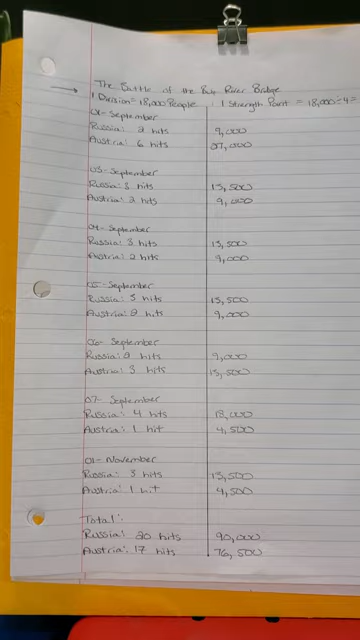 The Battle of the Bug River Bridge
1 Division = 18,000 People 1 Strength Point = 18,000 ÷ 4 =
01- September
Russia: 2 hits 9,000
Austria: 6 hits 27,000
03- September
Russia: 3 hits 13,500
Austria: 2 hits 9,000
04- September
Russia: 3 hits 13,500
Austria: 2 hits 9,000
05- September
Russia: 3 hits 13,500
Austria: 2 hits 9,000
06- September
Russia: 2 hits 9,000
Austria: 3 hits 13,500
07- September
Russia: 4 hits 18,000
Austria: 1 hit 4,500
01- November
Russia: 3 hits 13,500
Austria: 1 hit 4,500
Total:
Russia: 20 hits 90,000
Austria: 17 hits 76,500